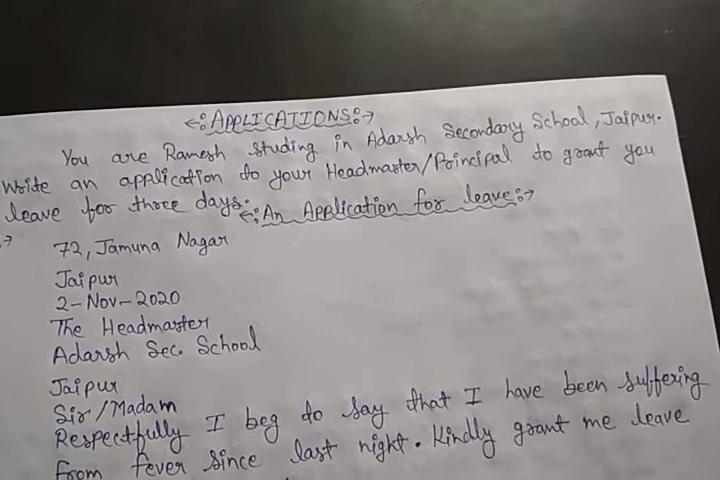 ←:APPLICATIONS:→
You are Ramesh studing in Adarsh Secondary School, Jaipur.
Write an application to your Headmaster/Principal to grant you
leave for three days.
←:An Application for leave:→
→ 72, Jamuna Nagar
Jaipur
2-Nov-2020
The Headmaster
Adarsh Sec. School
Jaipur
Sir/Madam
Respectfully I beg to say that I have been suffering
from fever since last night. Kindly grant me leave